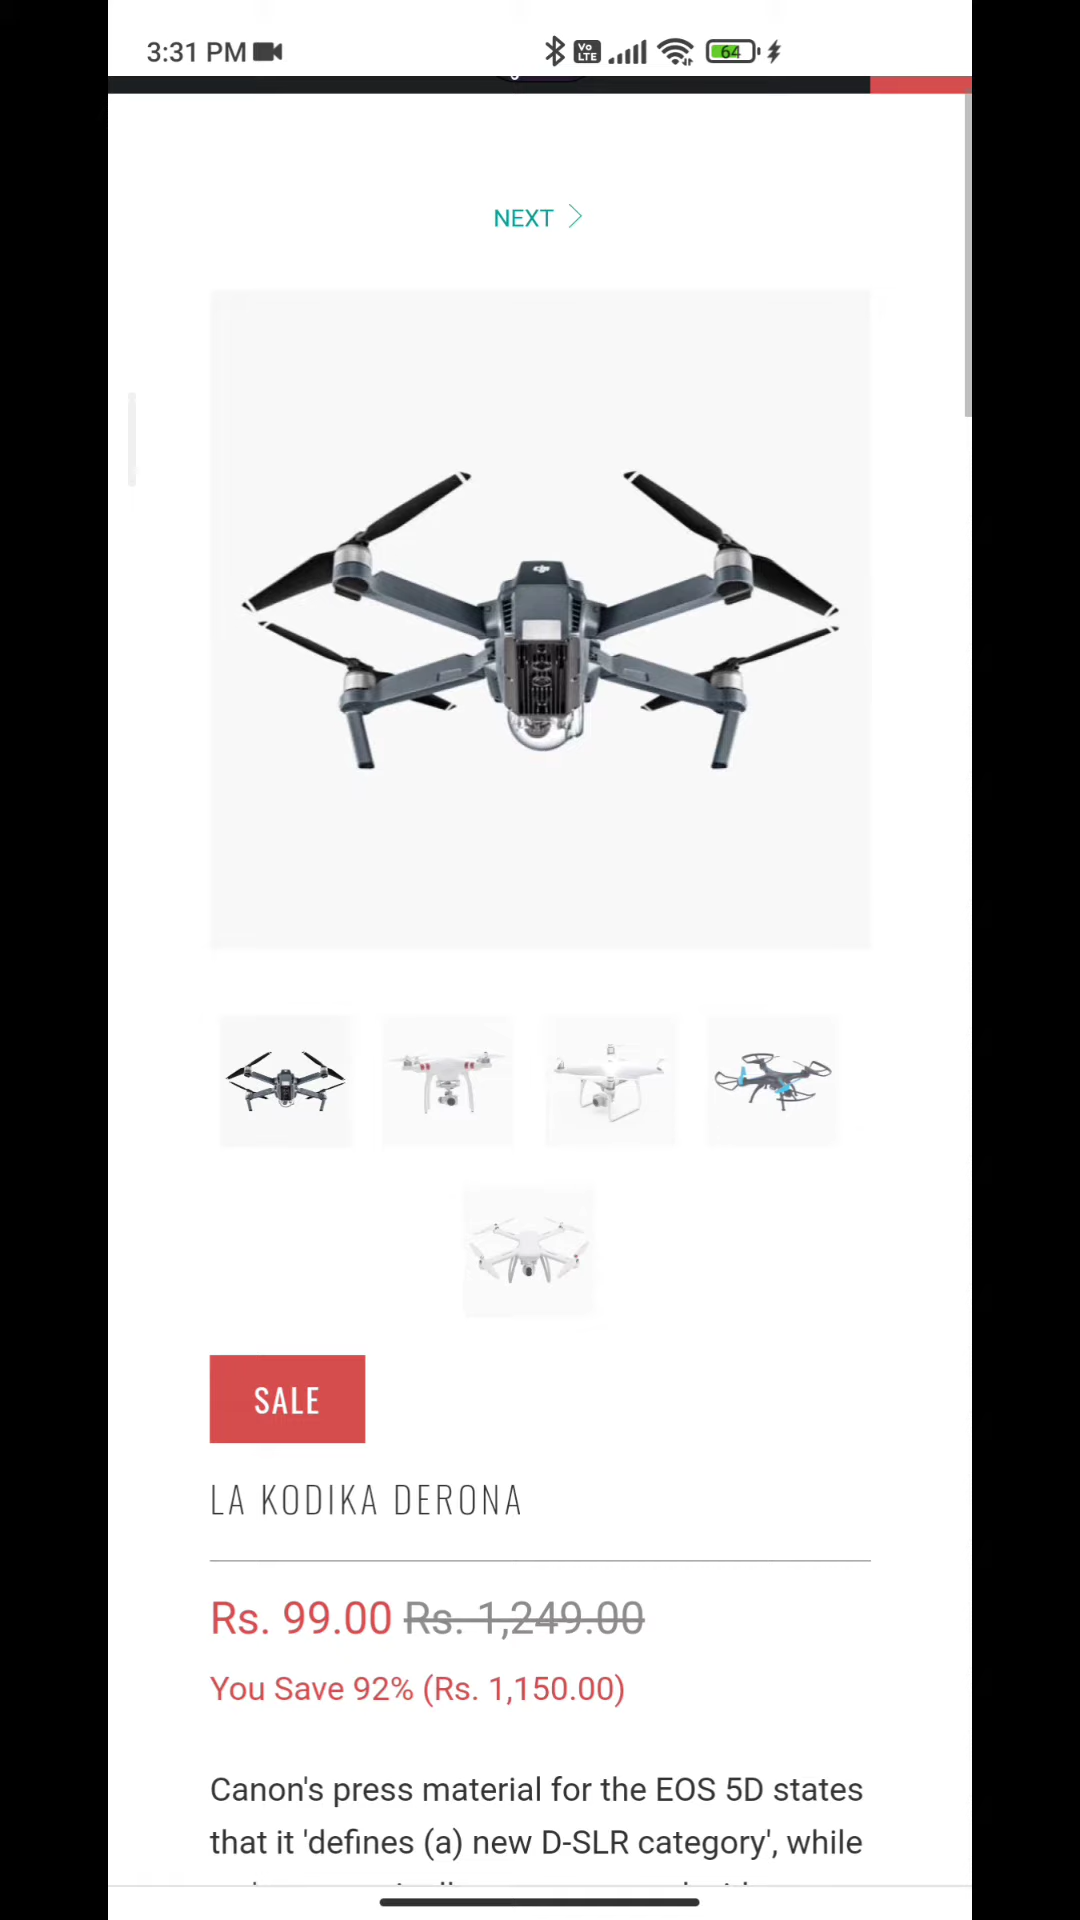 3:31 PM
Vo LTE
64
NEXT
SALE
LA KODIKA DERONA
Rs. 99.00 Rs. 1,249.00
You Save 92% (Rs. 1,150.00)
Canon's press material for the EOS 5D states
that it 'defines (a) new D-SLR category', while